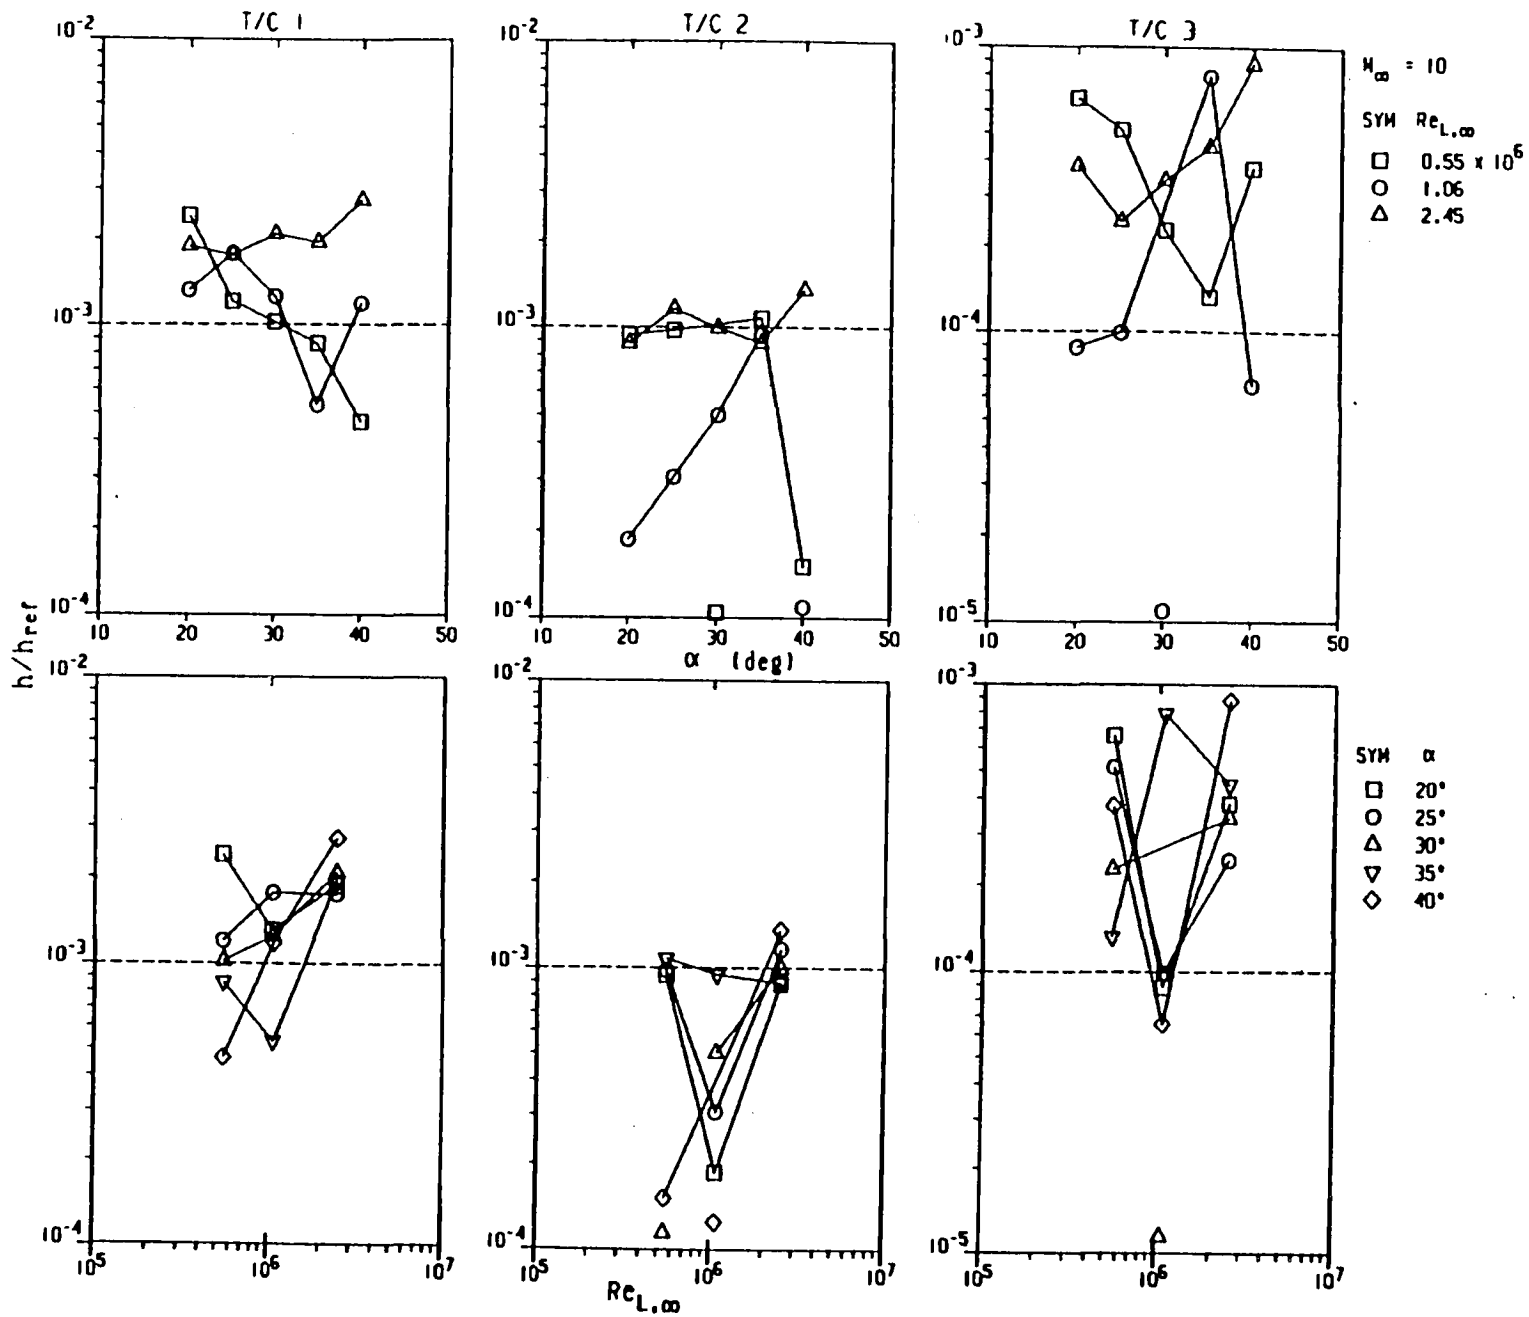 T/C 1
T/C 2
T/C 3
10⁻²
10⁻³
10⁻⁴
10 20 30 40 50
10⁻²
10⁻³
10⁻⁴
10 20 30 40 50
10⁻³
10⁻⁴
10⁻⁵
10 20 30 40 50
M∞ = 10
SYM Re_L,∞
□ 0.55 × 10⁶
○ 1.06
△ 2.45
h/href
α (deg)
10⁻²
10⁻³
10⁻⁴
10⁵ 10⁶ 10⁷
10⁻²
10⁻³
10⁻⁴
10⁵ 10⁶ 10⁷
10⁻³
10⁻⁴
10⁻⁵
10⁵ 10⁶ 10⁷
SYM α
□ 20°
○ 25°
△ 30°
▽ 35°
◇ 40°
Re_L,∞